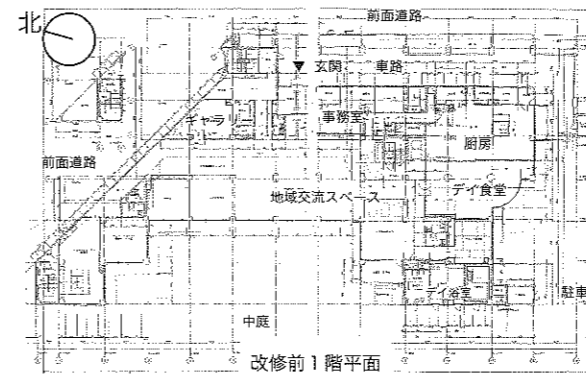 北
前面道路
玄関
車路
ギャラリー
事務室
厨房
前面道路
デイ食堂
地域交流スペース
デイ浴室
駐車
中庭
改修前1階平面